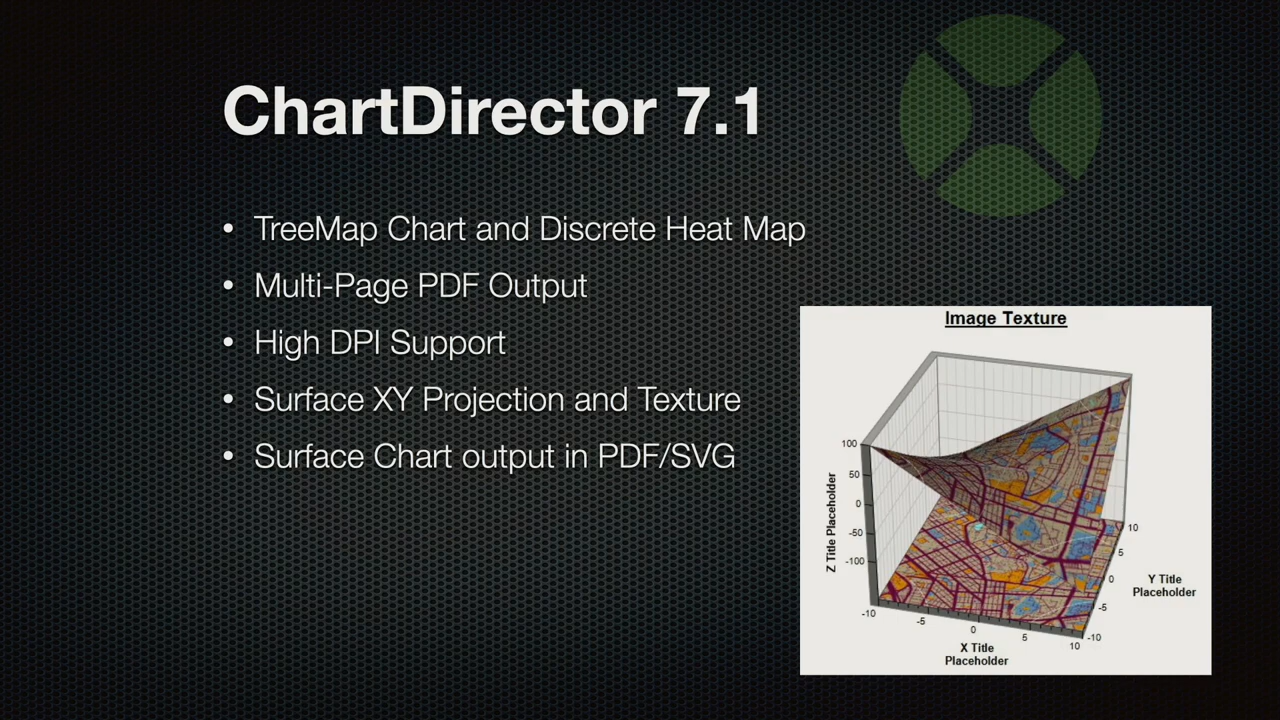 ChartDirector 7.1
• TreeMap Chart and Discrete Heat Map
• Multi-Page PDF Output
• High DPI Support
• Surface XY Projection and Texture
• Surface Chart output in PDF/SVG
Image Texture
100
50
0
-50
-100
Z Title Placeholder
-10
-5
0
5
10
X Title
Placeholder
10
5
0
-5
-10
Y Title
Placeholder